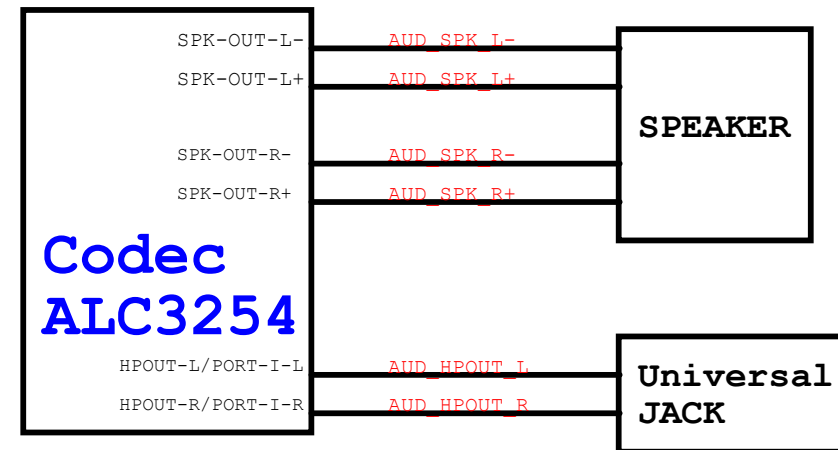 SPK-OUT-L- AUD_SPK_L-
SPK-OUT-L+ AUD_SPK_L+
SPEAKER
SPK-OUT-R- AUD_SPK_R-
SPK-OUT-R+ AUD_SPK_R+
Codec
ALC3254
HPOUT-L/PORT-I-L AUD_HPOUT_L
HPOUT-R/PORT-I-R AUD_HPOUT_R
Universal
JACK